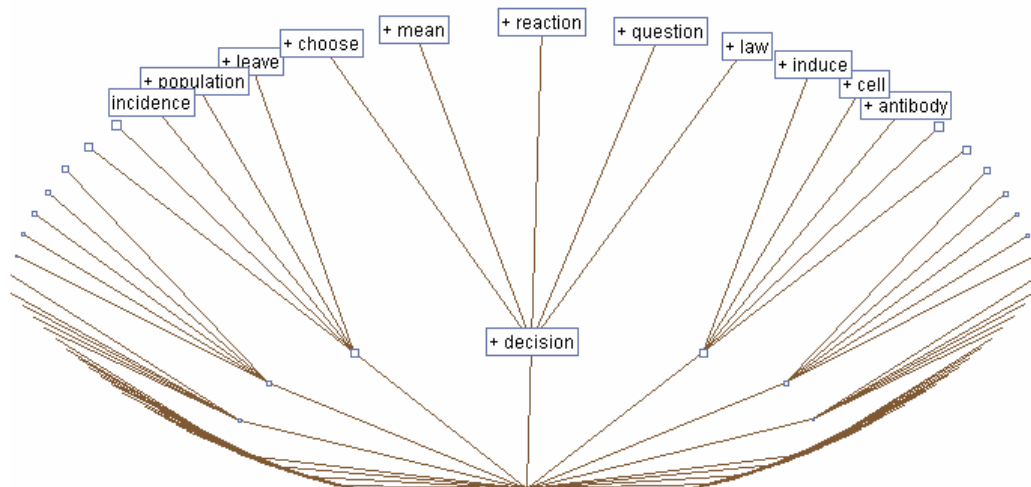 + reaction
+ mean
+ question
+ choose
+ law
+ leave
+ induce
+ population
+ cell
incidence
+ antibody
+ decision